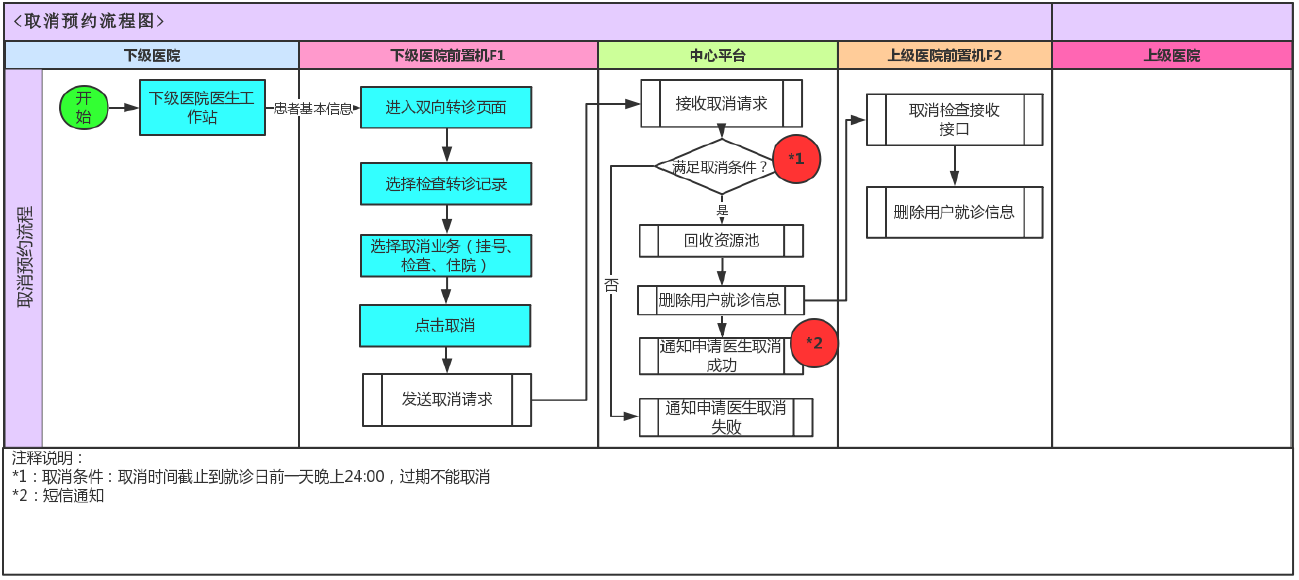 <取消预约流程图>
下级医院
下级医院前置机F1
中心平台
上级医院前置机F2
上级医院
取消预约流程
开
始
下级医院医生工
作站
患者基本信息
进入双向转诊页面
选择检查转诊记录
选择取消业务（挂号、
检查、住院）
点击取消
发送取消请求
接收取消请求
满足取消条件？
*1
是
否
回收资源池
删除用户就诊信息
通知申请医生取消
成功
*2
通知申请医生取消
失败
取消检查接收
接口
删除用户就诊信息
注释说明：
*1：取消条件：取消时间截止到就诊日前一天晚上24:00，过期不能取消
*2：短信通知